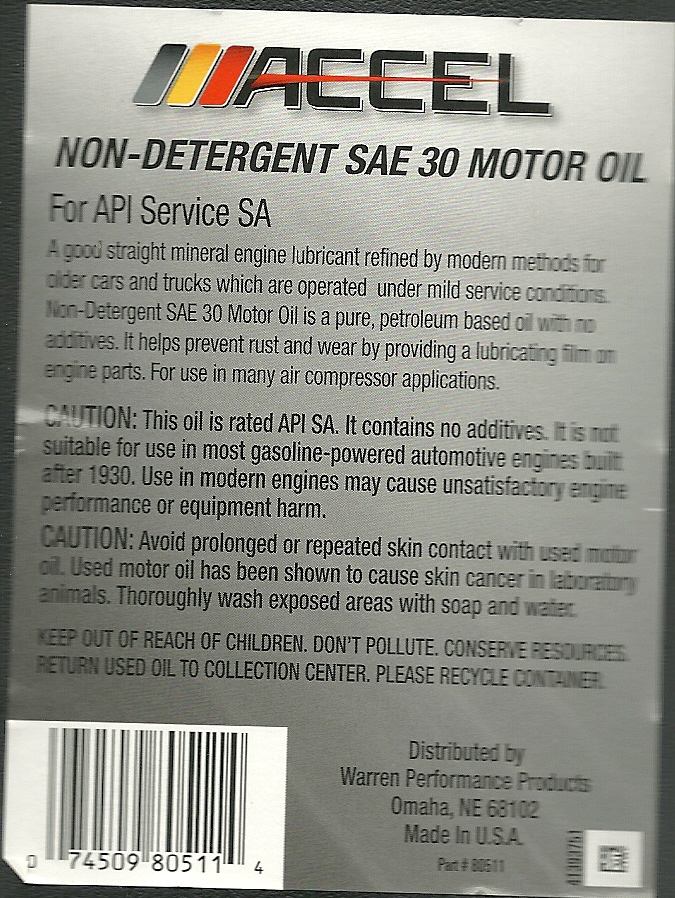 ACCEL
NON-DETERGENT SAE 30 MOTOR OIL
For API Service SA
A good straight mineral engine lubricant refined by modern methods for
older cars and trucks which are operated under mild service conditions.
Non-Detergent SAE 30 Motor Oil is a pure, petroleum based oil with no
additives. It helps prevent rust and wear by providing a lubricating film on
engine parts. For use in many air compressor applications.
CAUTION: This oil is rated API SA. It contains no additives. It is not
suitable for use in most gasoline-powered automotive engines built
after 1930. Use in modern engines may cause unsatisfactory engine
performance or equipment harm.
CAUTION: Avoid prolonged or repeated skin contact with used motor
oil. Used motor oil has been shown to cause skin cancer in laboratory
animals. Thoroughly wash exposed areas with soap and water.
KEEP OUT OF REACH OF CHILDREN. DON'T POLLUTE. CONSERVE RESOURCES.
RETURN USED OIL TO COLLECTION CENTER. PLEASE RECYCLE CONTAINER.
Distributed by
Warren Performance Products
Omaha, NE 68102
Made In U.S.A.
Part # 80511
0 74509 80511 4